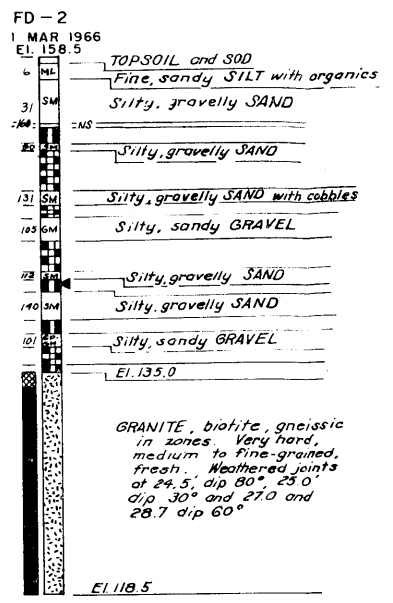 FD-2
1 MAR 1966
El. 158.5
TOPSOIL and SOD
6 ML Fine, sandy SILT with organics
31 SM Silty, gravelly SAND
NS
80 SM Silty, gravelly SAND
131 SM Silty, gravelly SAND with cobbles
105 GM Silty, sandy GRAVEL
SM Silty, gravelly SAND
140 SM Silty, gravelly SAND
101 Silty, sandy GRAVEL
El. 135.0
GRANITE, biotite, gneissic
in zones. Very hard,
medium to fine-grained,
fresh. Weathered joints
at 24.5', dip 80°, 25.0'
dip 30° and 27.0 and
28.7 dip 60°
El. 118.5